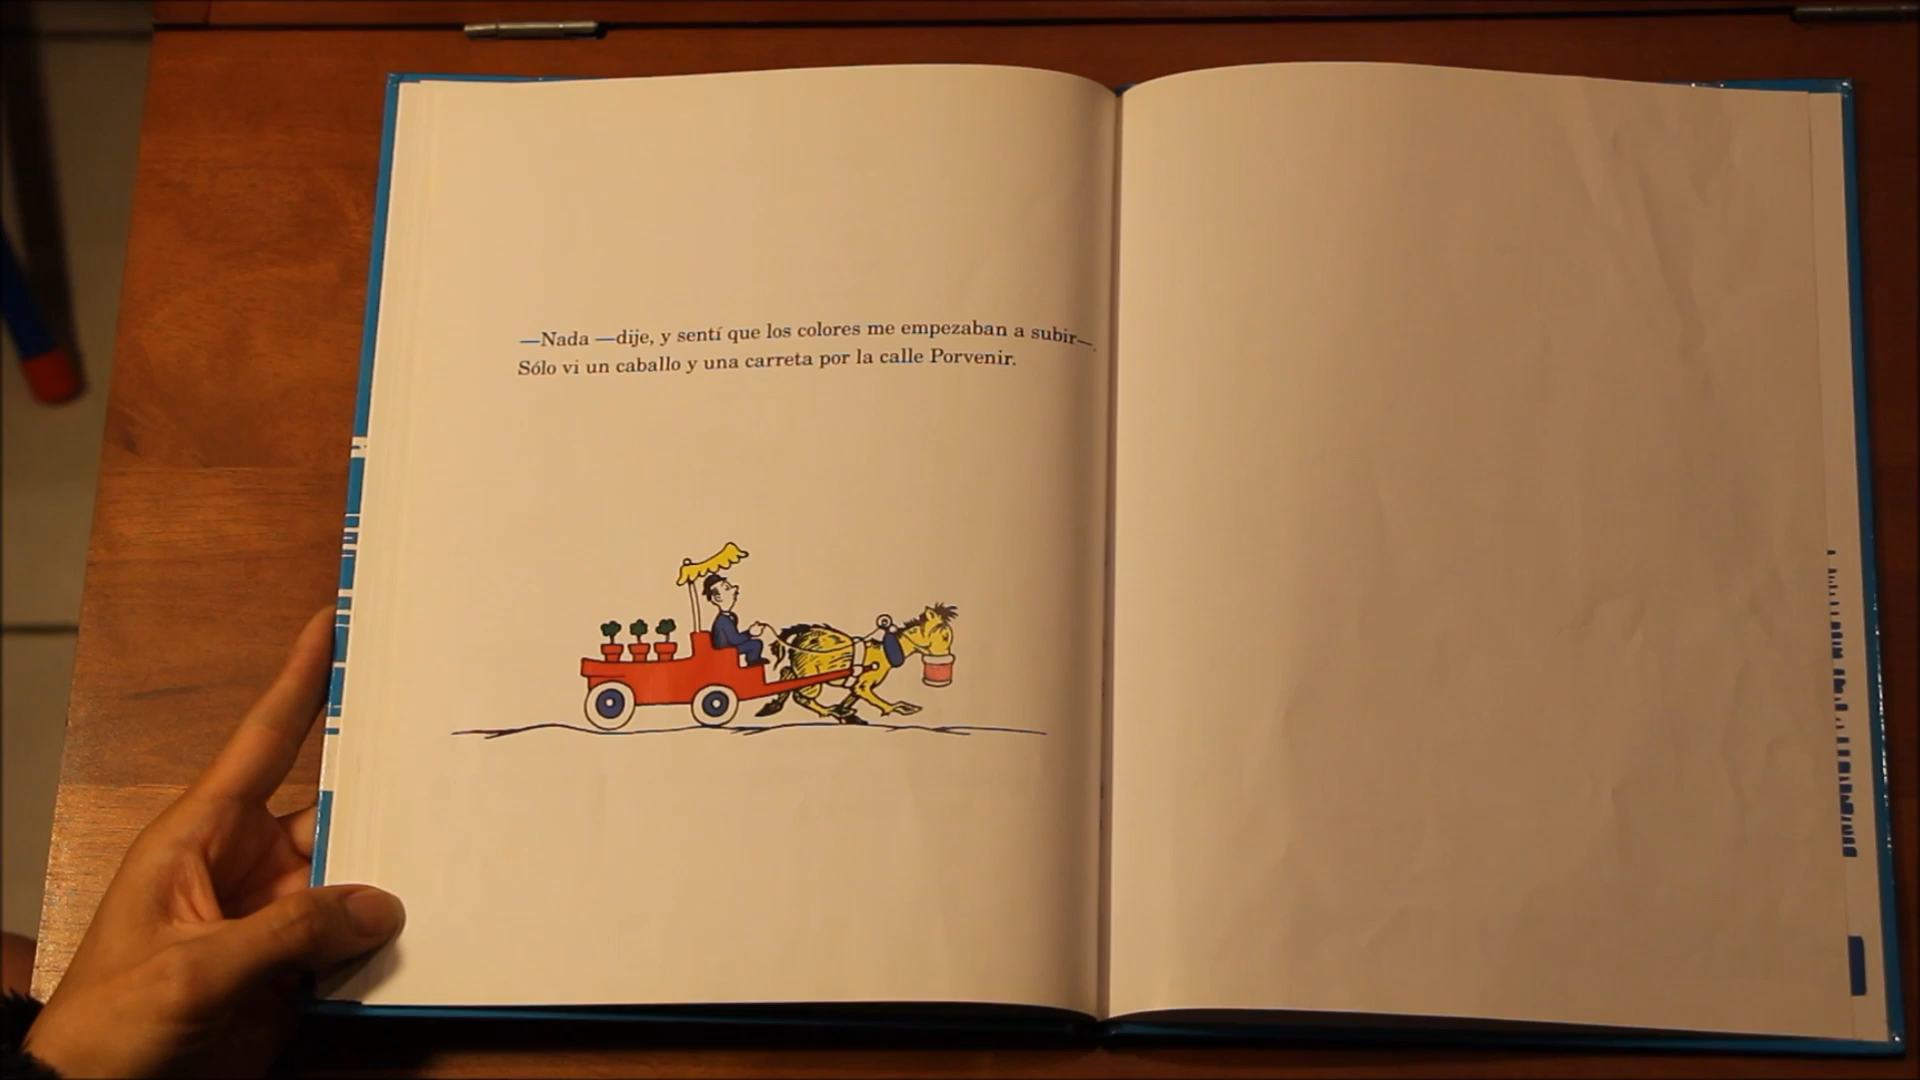 —Nada —dije, y sentí que los colores me empezaban a subir—.
Sólo vi un caballo y una carreta por la calle Porvenir.